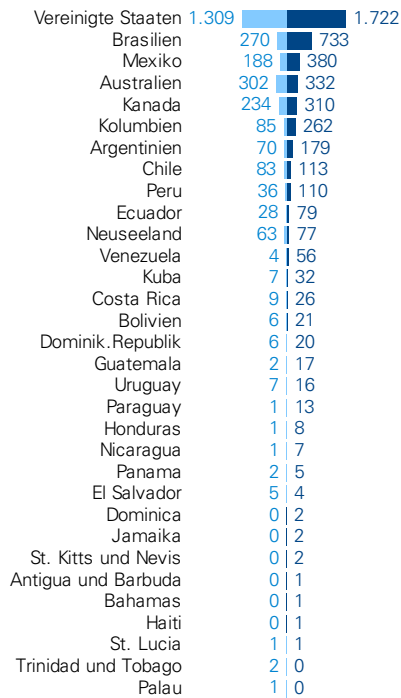 Vereinigte Staaten 1.309 1.722
Brasilien 270 733
Mexiko 188 380
Australien 302 332
Kanada 234 310
Kolumbien 85 262
Argentinien 70 179
Chile 83 113
Peru 36 110
Ecuador 28 79
Neuseeland 63 77
Venezuela 4 56
Kuba 7 32
Costa Rica 9 26
Bolivien 6 21
Dominik.Republik 6 20
Guatemala 2 17
Uruguay 7 16
Paraguay 1 13
Honduras 1 8
Nicaragua 1 7
Panama 2 5
El Salvador 5 4
Dominica 0 2
Jamaika 0 2
St. Kitts und Nevis 0 2
Antigua und Barbuda 0 1
Bahamas 0 1
Haiti 0 1
St. Lucia 1 1
Trinidad und Tobago 2 0
Palau 1 0